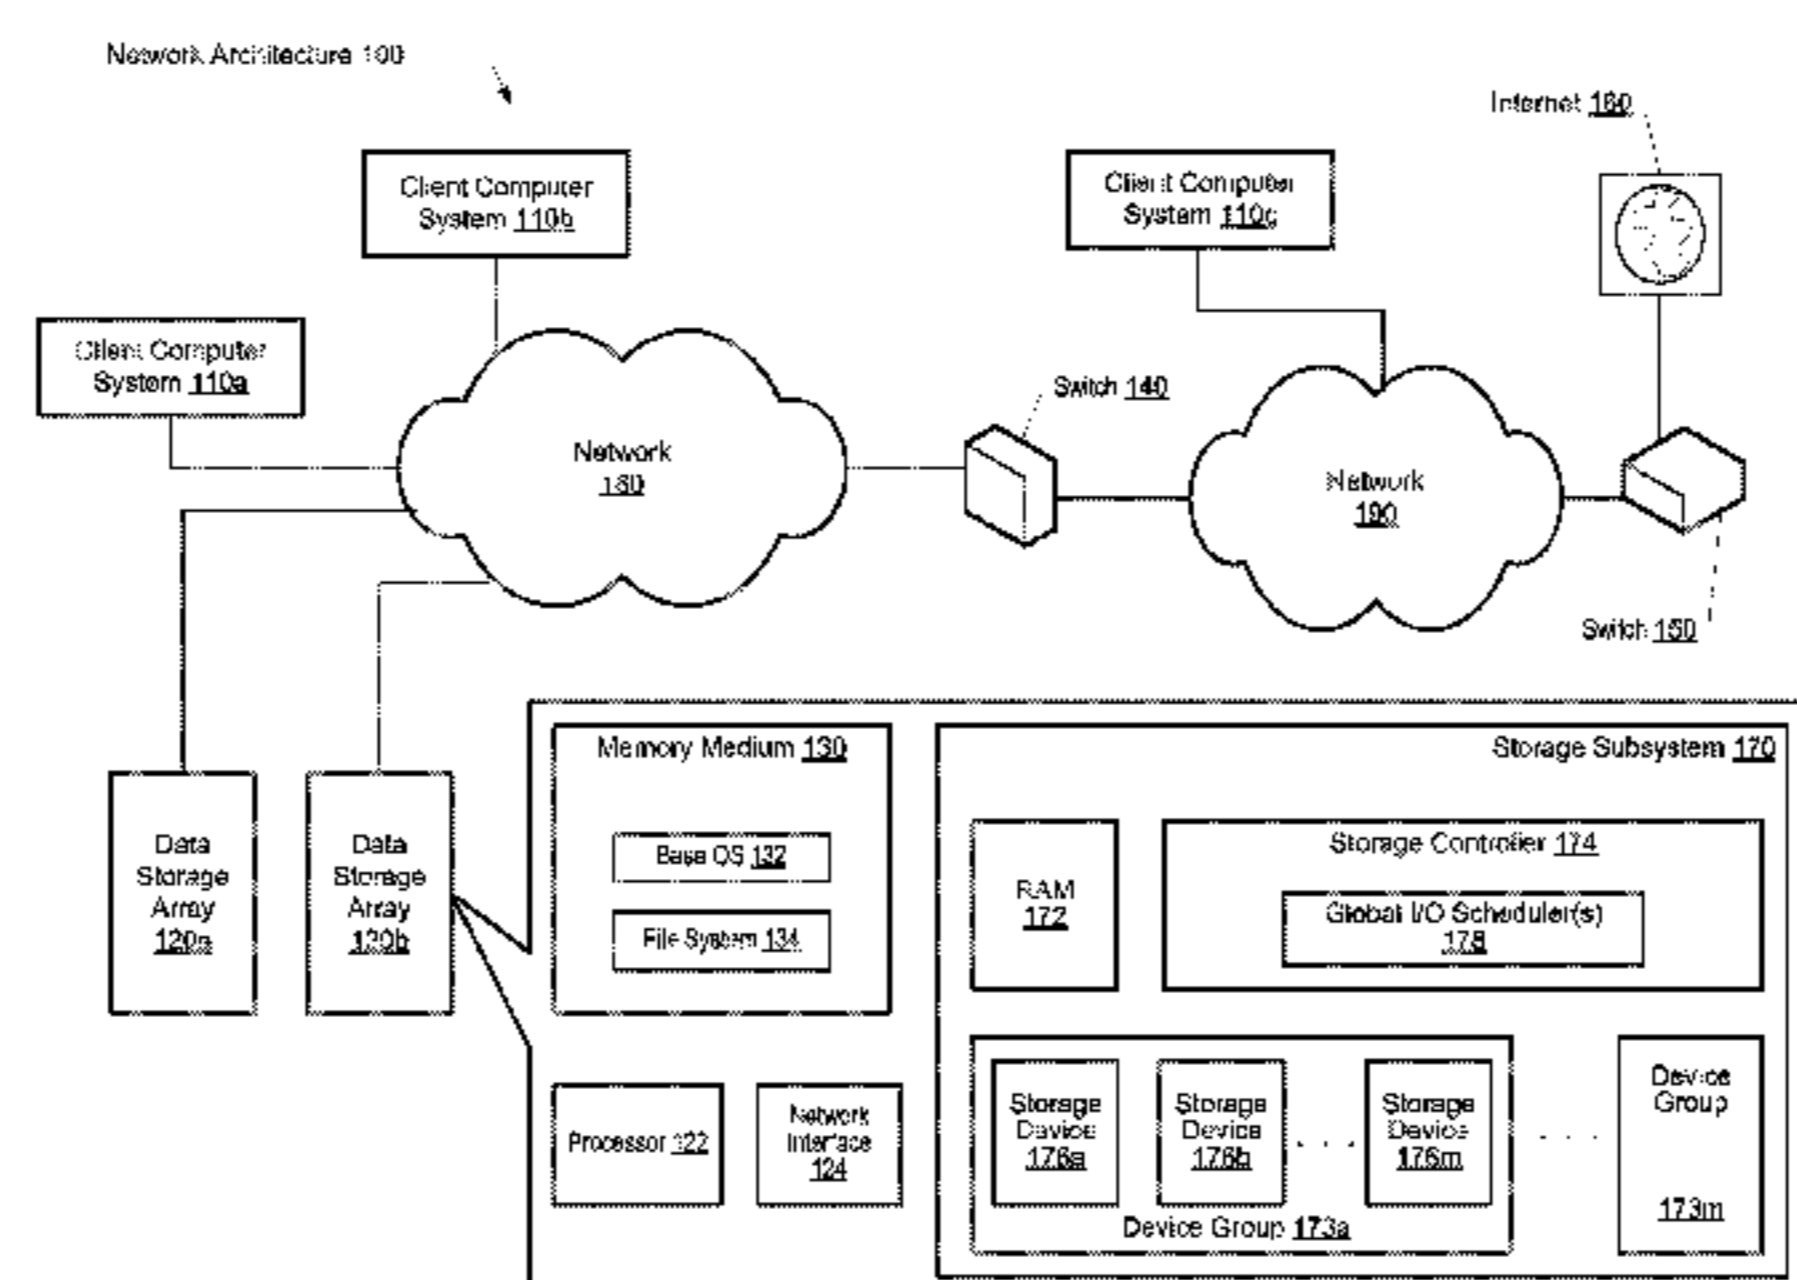 Network Architecture 100
Internet 160
Client Computer
System 110b
Client Computer
System 110c
Client Computer
System 110a
Switch 140
Network
180
Network
190
Switch 150
Memory Medium 130
Storage Subsystem 170
Data
Storage
Array
120a
Data
Storage
Array
120b
Base OS 132
File System 134
RAM
172
Storage Controller 174
Global I/O Scheduler(s)
178
Processor 122
Network
Interface
124
Storage
Device
176a
Storage
Device
176b
Storage
Device
176m
Device Group 173a
Device
Group
173m